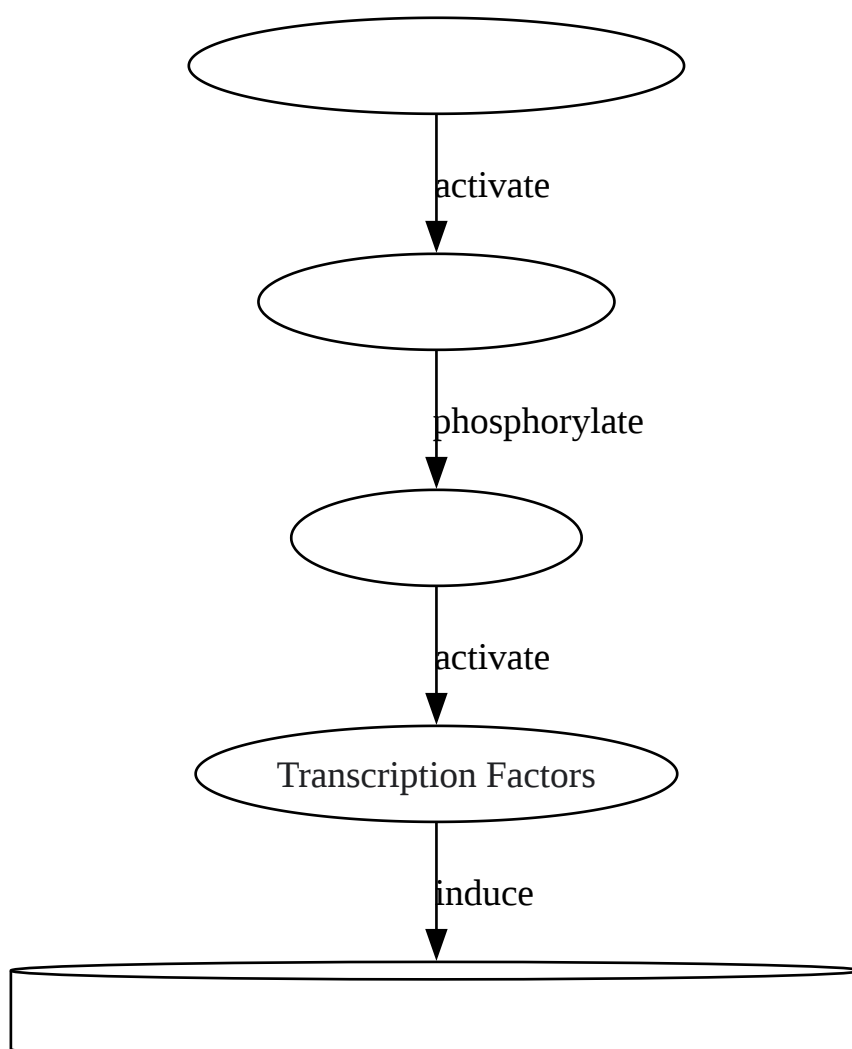 activate
phosphorylate
activate
Transcription Factors
induce